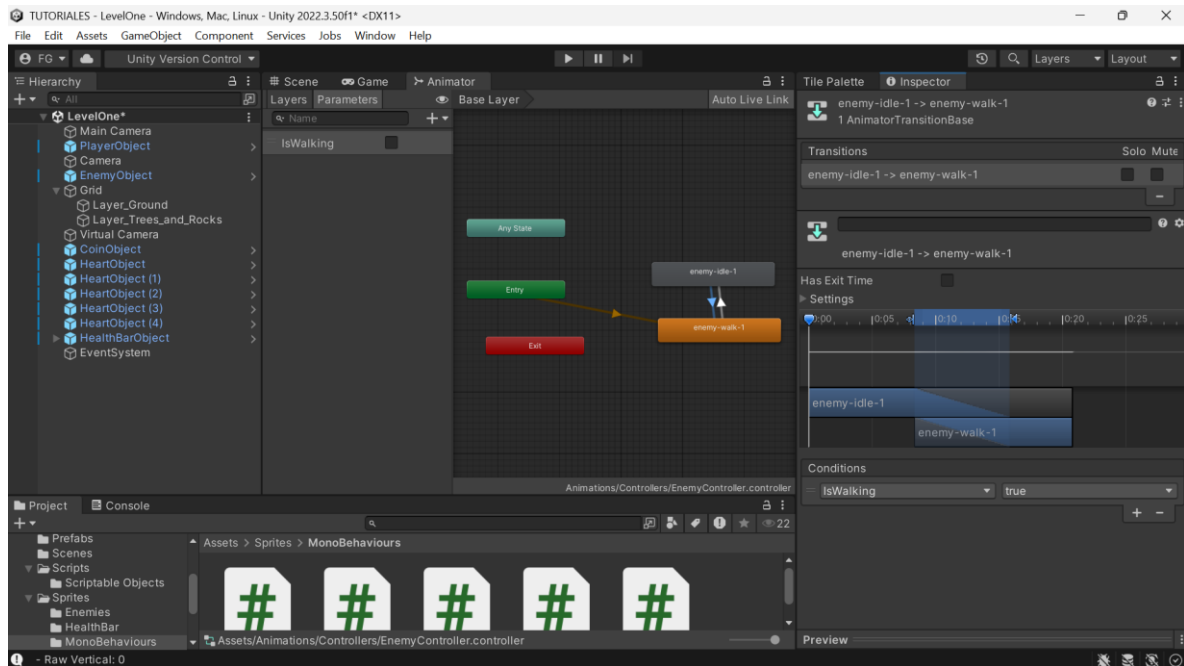 TUTORIALES - LevelOne - Windows, Mac, Linux - Unity 2022.3.50f1* <DX11>
File Edit Assets GameObject Component Services Jobs Window Help
FG Unity Version Control Layers Layout
Hierarchy
All
LevelOne*
Main Camera
PlayerObject
Camera
EnemyObject
Grid
Layer_Ground
Layer_Trees_and_Rocks
Virtual Camera
CoinObject
HeartObject
HeartObject (1)
HeartObject (2)
HeartObject (3)
HeartObject (4)
HealthBarObject
EventSystem
Scene Game Animator
Layers Parameters Base Layer Auto Live Link
Name
IsWalking
Any State
Entry
Exit
enemy-idle-1
enemy-walk-1
Animations/Controllers/EnemyController.controller
Tile Palette Inspector
enemy-idle-1 -> enemy-walk-1
1 AnimatorTransitionBase
Transitions Solo Mute
enemy-idle-1 -> enemy-walk-1
enemy-idle-1 -> enemy-walk-1
Has Exit Time
Settings
0:00 0:05 0:10 0:15 0:20 0:25
enemy-idle-1
enemy-walk-1
Conditions
IsWalking true
+ -
Preview
Project Console
22
Prefabs
Scenes
Scripts
Scriptable Objects
Sprites
Enemies
HealthBar
MonoBehaviours
Assets > Sprites > MonoBehaviours
# # # # #
Assets/Animations/Controllers/EnemyController.controller
- Raw Vertical: 0